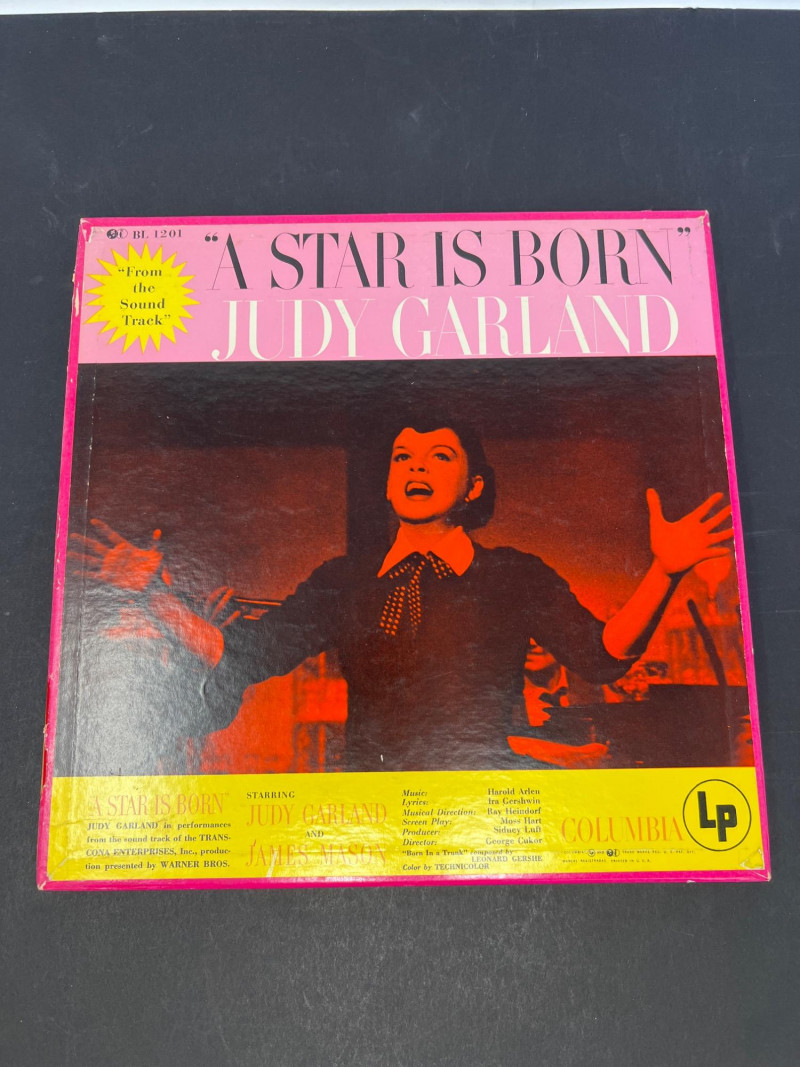 BL 1201
"A STAR IS BORN"
JUDY GARLAND
"From
the
Sound
Track"
"A STAR IS BORN"
JUDY GARLAND in performances
from the sound track of the TRANS-
CONA ENTERPRISES, Inc., produc-
tion presented by WARNER BROS.
STARRING
JUDY GARLAND
AND
JAMES MASON
Music: Harold Arlen
Lyrics: Ira Gershwin
Musical Direction: Ray Heindorf
Screen Play: Moss Hart
Producer: Sidney Luft
Director: George Cukor
"Born In a Trunk" composed by
LEONARD GERSHE
Color by TECHNICOLOR
COLUMBIA
LP